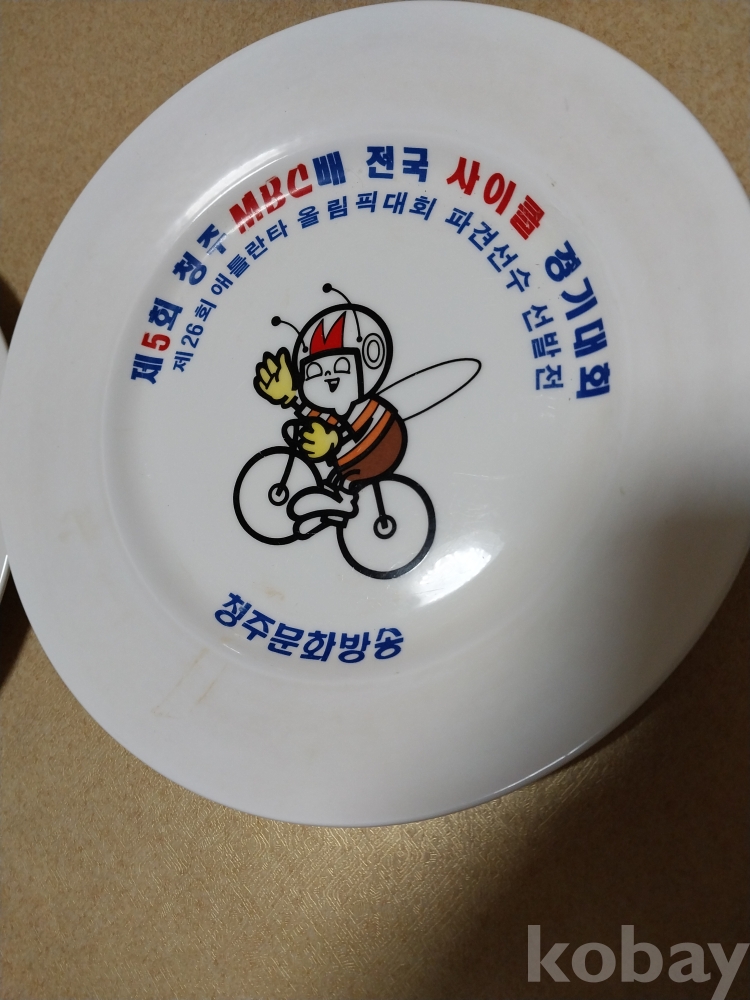 제5회 청주 MBC배 전국 사이클 경기대회
제26회 애틀란타 올림픽대회 파견선수 선발전
M
청주문화방송
kobay